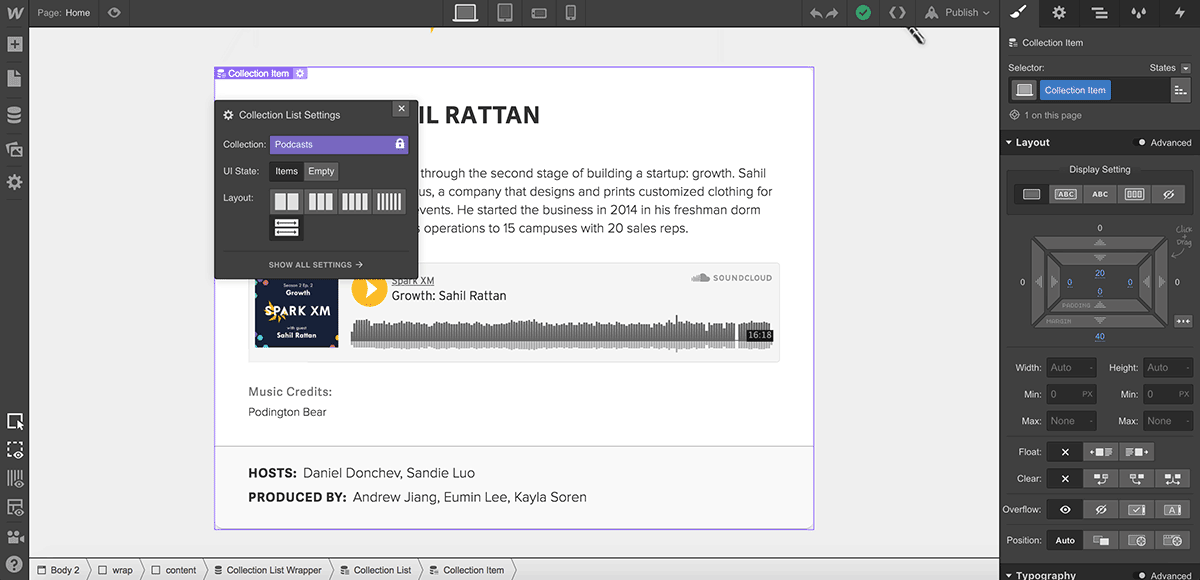 Page: Home
Publish
Collection Item
Collection List Settings
Collection: Podcasts
UI State: Items Empty
Layout:
SHOW ALL SETTINGS →
IL RATTAN
through the second stage of building a startup: growth. Sahil
us, a company that designs and prints customized clothing for
events. He started the business in 2014 in his freshman dorm
operations to 15 campuses with 20 sales reps.
Season 2 Ep. 2
Growth
SPARK XM
with guest
Sahil Rattan
Spark XM
Growth: Sahil Rattan
SOUNDCLOUD
16:18
Music Credits:
Podington Bear
HOSTS: Daniel Donchev, Sandie Luo
PRODUCED BY: Andrew Jiang, Eumin Lee, Kayla Soren
Body 2 wrap content Collection List Wrapper Collection List Collection Item
Collection Item
Selector: States
Collection Item
1 on this page
Layout Advanced
Display Setting
ABC ABC
Click
+
Drag
0
20
0 0 0 0
0
PADDING
MARGIN
40
Width: Auto - Height: Auto -
Min: 0 PX Min: 0 PX
Max: None - Max: None -
Float:
Clear:
Overflow: A
Position: Auto
Typography Advanced